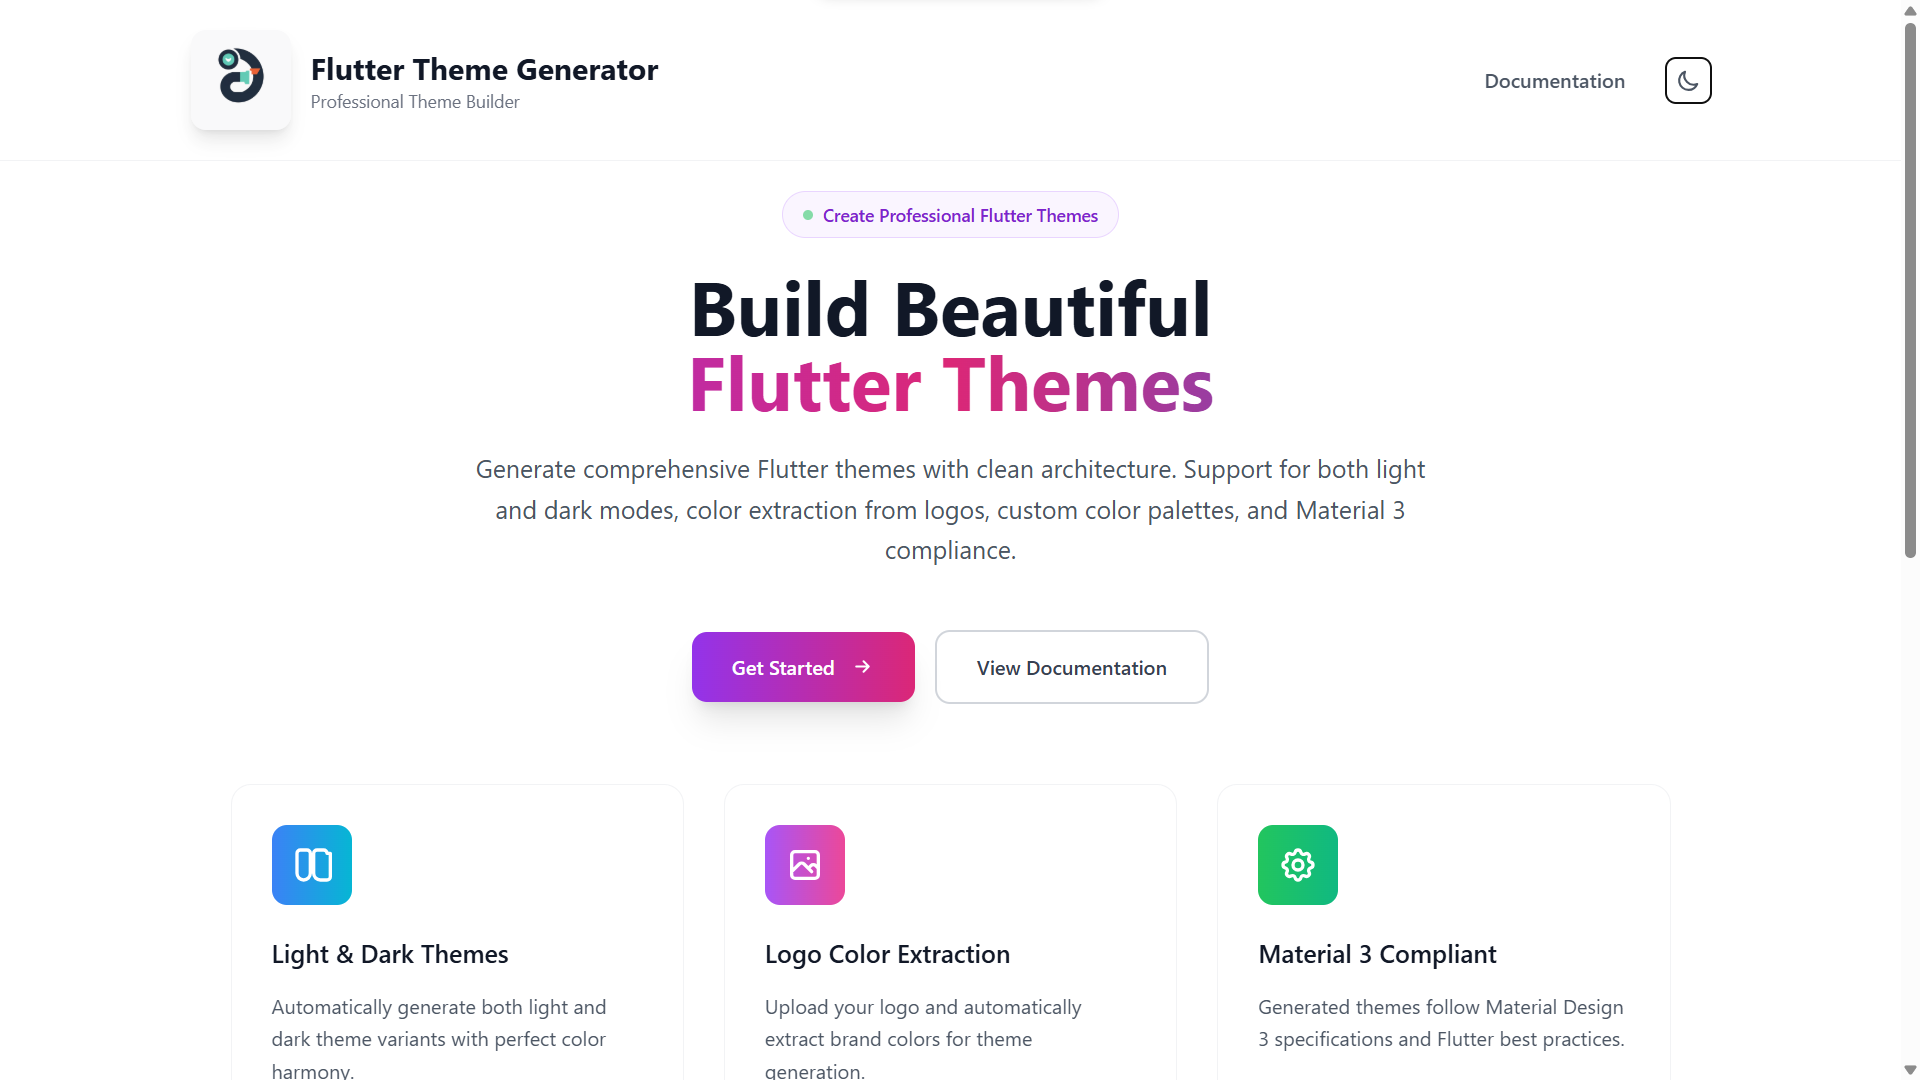 Flutter Theme Generator
Professional Theme Builder
Documentation
Create Professional Flutter Themes
Build Beautiful
Flutter Themes
Generate comprehensive Flutter themes with clean architecture. Support for both light
and dark modes, color extraction from logos, custom color palettes, and Material 3
compliance.
Get Started
View Documentation
Light & Dark Themes
Automatically generate both light and
dark theme variants with perfect color
harmony.
Logo Color Extraction
Upload your logo and automatically
extract brand colors for theme
generation.
Material 3 Compliant
Generated themes follow Material Design
3 specifications and Flutter best practices.